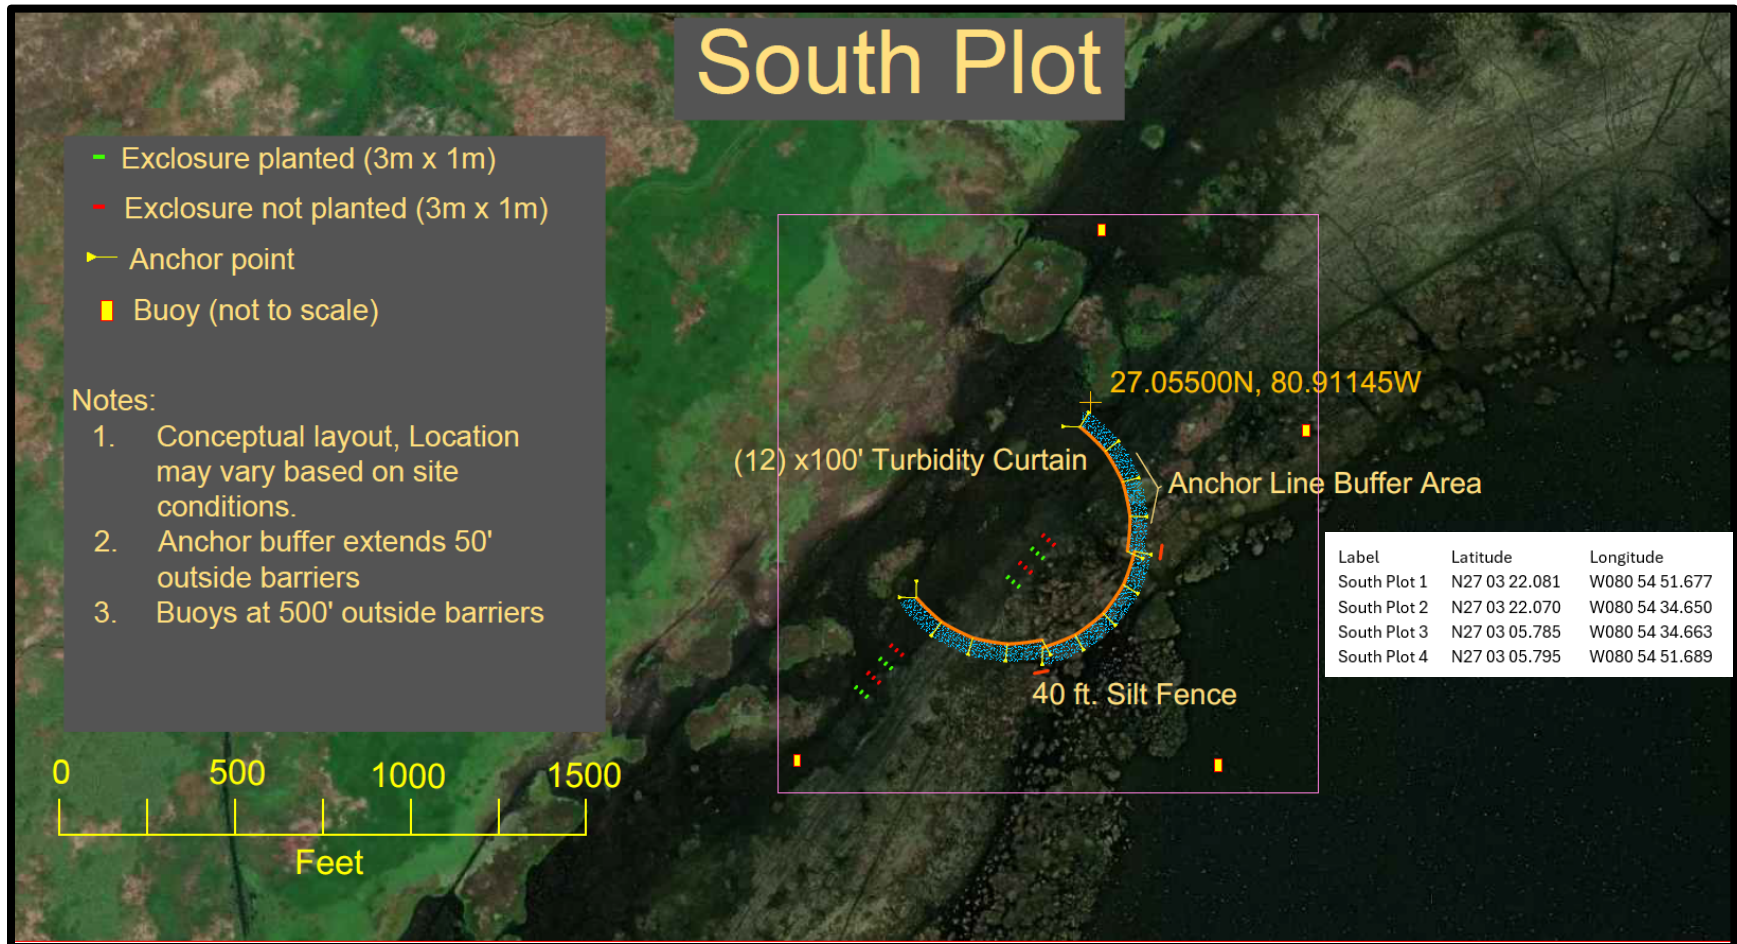 South Plot
Exclosure planted (3m x 1m)
Exclosure not planted (3m x 1m)
Anchor point
Buoy (not to scale)
Notes:
1. Conceptual layout, Location
may vary based on site
conditions.
2. Anchor buffer extends 50'
outside barriers
3. Buoys at 500' outside barriers
0 500 1000 1500
Feet
27.05500N, 80.91145W
(12) x100' Turbidity Curtain
Anchor Line Buffer Area
40 ft. Silt Fence
Label Latitude Longitude
South Plot 1 N27 03 22.081 W080 54 51.677
South Plot 2 N27 03 22.070 W080 54 34.650
South Plot 3 N27 03 05.785 W080 54 34.663
South Plot 4 N27 03 05.795 W080 54 51.689